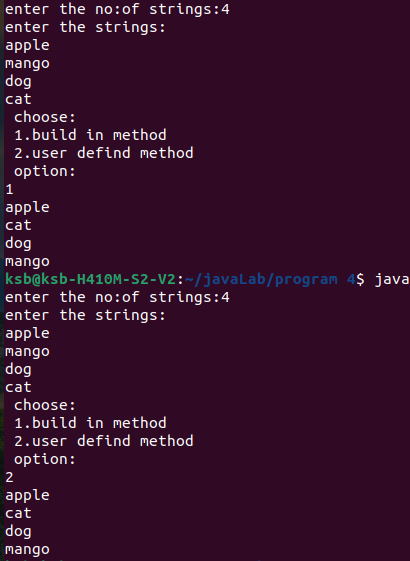 enter the no:of strings:4
enter the strings:
apple
mango
dog
cat
choose:
1.build in method
2.user defind method
option:
1
apple
cat
dog
mango
ksb@ksb-H410M-S2-V2:~/javaLab/program 4$ java
enter the no:of strings:4
enter the strings:
apple
mango
dog
cat
choose:
1.build in method
2.user defind method
option:
2
apple
cat
dog
mango